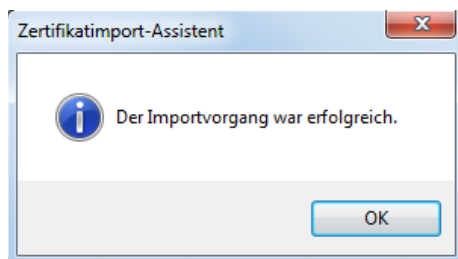 Zertifikatimport-Assistent
Der Importvorgang war erfolgreich.
OK